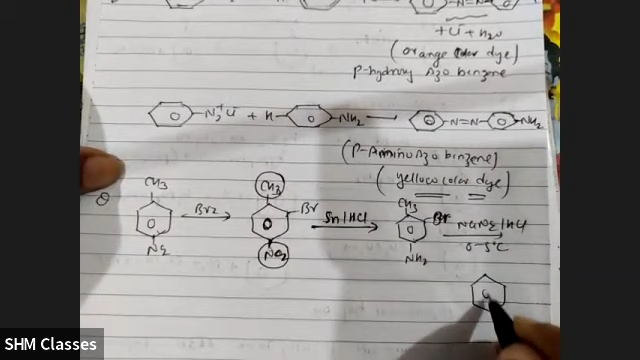 N=N
+ Cl⁻ + H₂O
(orange color dye)
p-hydroxy Azo benzene
N₂⁺Cl⁻ + H NH₂ → N=N NH₂
(p-Amino Azo benzene)
(yellow color dye)
Q CH₃ CH₃ CH₃
Br₂ Br Sn/HCl Br NaNO₂/HCl
0-5°C
NO₂ NO₂ NH₂
SHM Classes